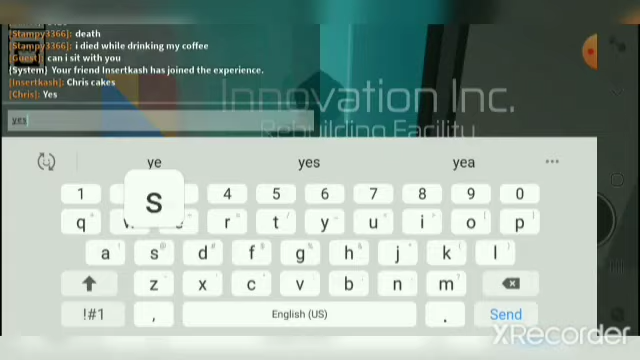 [Stampy3366]: death
[Stampy3366]: i died while drinking my coffee
[Guest]: can i sit with you
{System} Your friend Insertkash has joined the experience.
[Insertkash]: Chris cakes
[Chris]: Yes
Innovation Inc.
Rebuilding Facility
yes
ye yes yea
s
1 4 5 6 7 8 9 0
q r t y u i o p
a s d f g h j k l
z x c v b n m
!#1 , English (US) . Send
XRecorder